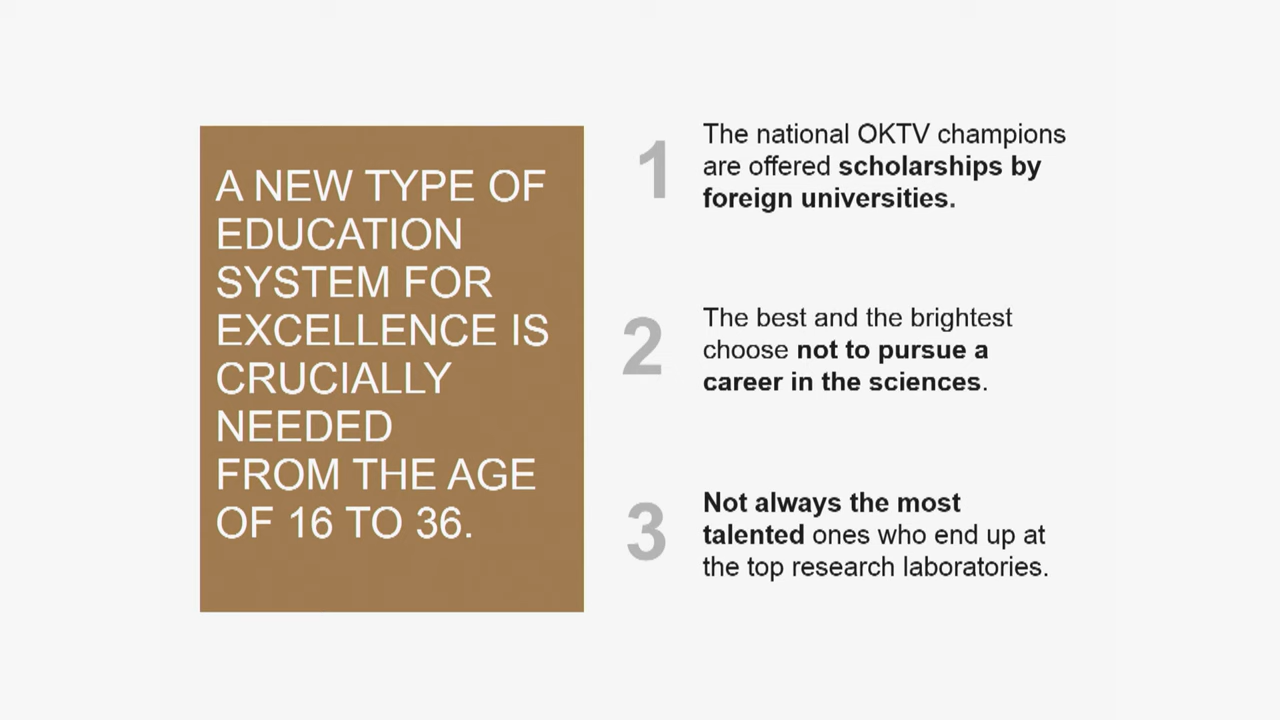 A NEW TYPE OF
EDUCATION
SYSTEM FOR
EXCELLENCE IS
CRUCIALLY
NEEDED
FROM THE AGE
OF 16 TO 36.
1
The national OKTV champions
are offered scholarships by
foreign universities.
2
The best and the brightest
choose not to pursue a
career in the sciences.
3
Not always the most
talented ones who end up at
the top research laboratories.